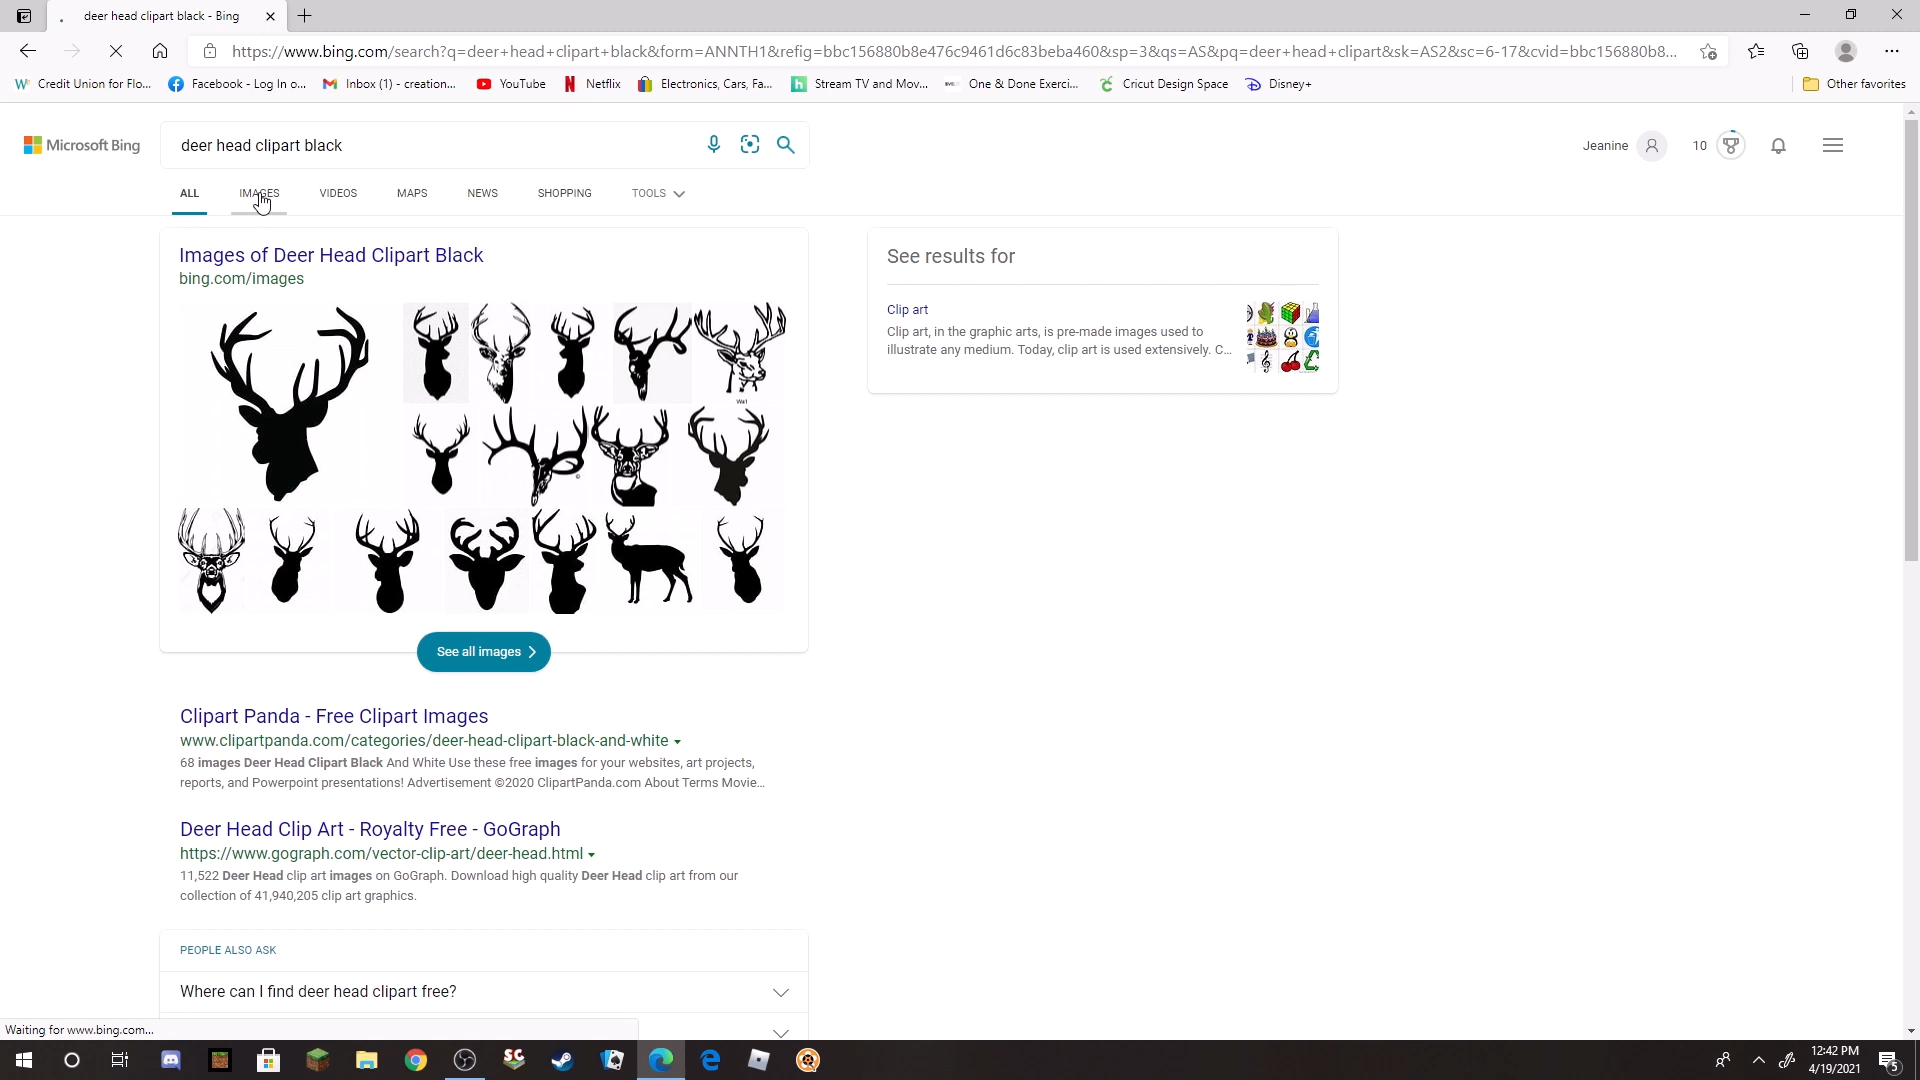 deer head clipart black - Bing
https://www.bing.com/search?q=deer+head+clipart+black&form=ANNTH1&refig=bbc156880b8e476c9461d6c83beba460&sp=3&qs=AS&pq=deer+head+clipart&sk=AS2&sc=6-17&cvid=bbc156880b8...
Credit Union for Flo... Facebook - Log In o... Inbox (1) - creation... YouTube Netflix Electronics, Cars, Fa... Stream TV and Mov... One & Done Exerci... Cricut Design Space Disney+ Other favorites
Microsoft Bing deer head clipart black Jeanine 10
ALL IMAGES VIDEOS MAPS NEWS SHOPPING TOOLS
Images of Deer Head Clipart Black
bing.com/images
See all images
Clipart Panda - Free Clipart Images
www.clipartpanda.com/categories/deer-head-clipart-black-and-white
68 images Deer Head Clipart Black And White Use these free images for your websites, art projects,
reports, and Powerpoint presentations! Advertisement ©2020 ClipartPanda.com About Terms Movie...
Deer Head Clip Art - Royalty Free - GoGraph
https://www.gograph.com/vector-clip-art/deer-head.html
11,522 Deer Head clip art images on GoGraph. Download high quality Deer Head clip art from our
collection of 41,940,205 clip art graphics.
PEOPLE ALSO ASK
Where can I find deer head clipart free?
See results for
Clip art
Clip art, in the graphic arts, is pre-made images used to
illustrate any medium. Today, clip art is used extensively. C...
Waiting for www.bing.com...
12:42 PM
4/19/2021
5